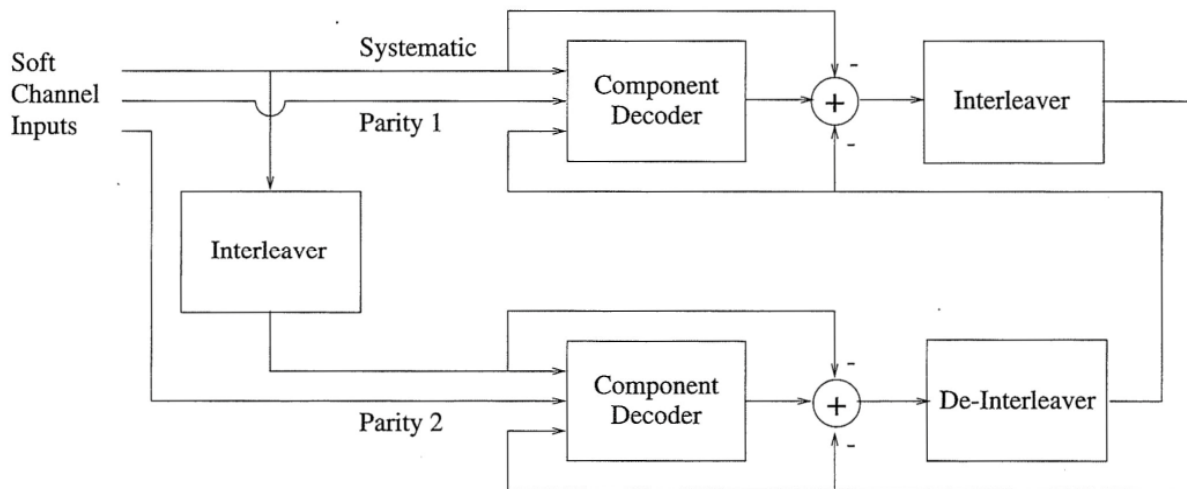 Soft
Channel
Inputs
Systematic
Parity 1
Component
Decoder
-
+
-
Interleaver
Interleaver
Parity 2
Component
Decoder
-
+
-
De-Interleaver